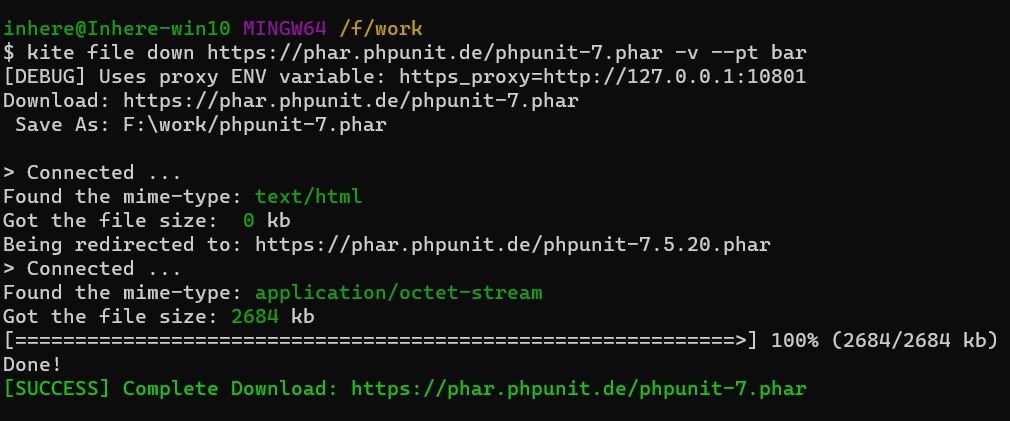 inhere@Inhere-win10 MINGW64 /f/work
$ kite file down https://phar.phpunit.de/phpunit-7.phar -v --pt bar
[DEBUG] Uses proxy ENV variable: https_proxy=http://127.0.0.1:10801
Download: https://phar.phpunit.de/phpunit-7.phar
 Save As: F:\work/phpunit-7.phar

> Connected ...
Found the mime-type: text/html
Got the file size:  0 kb
Being redirected to: https://phar.phpunit.de/phpunit-7.5.20.phar
> Connected ...
Found the mime-type: application/octet-stream
Got the file size: 2684 kb
[============================================================>] 100% (2684/2684 kb)
Done!
[SUCCESS] Complete Download: https://phar.phpunit.de/phpunit-7.phar